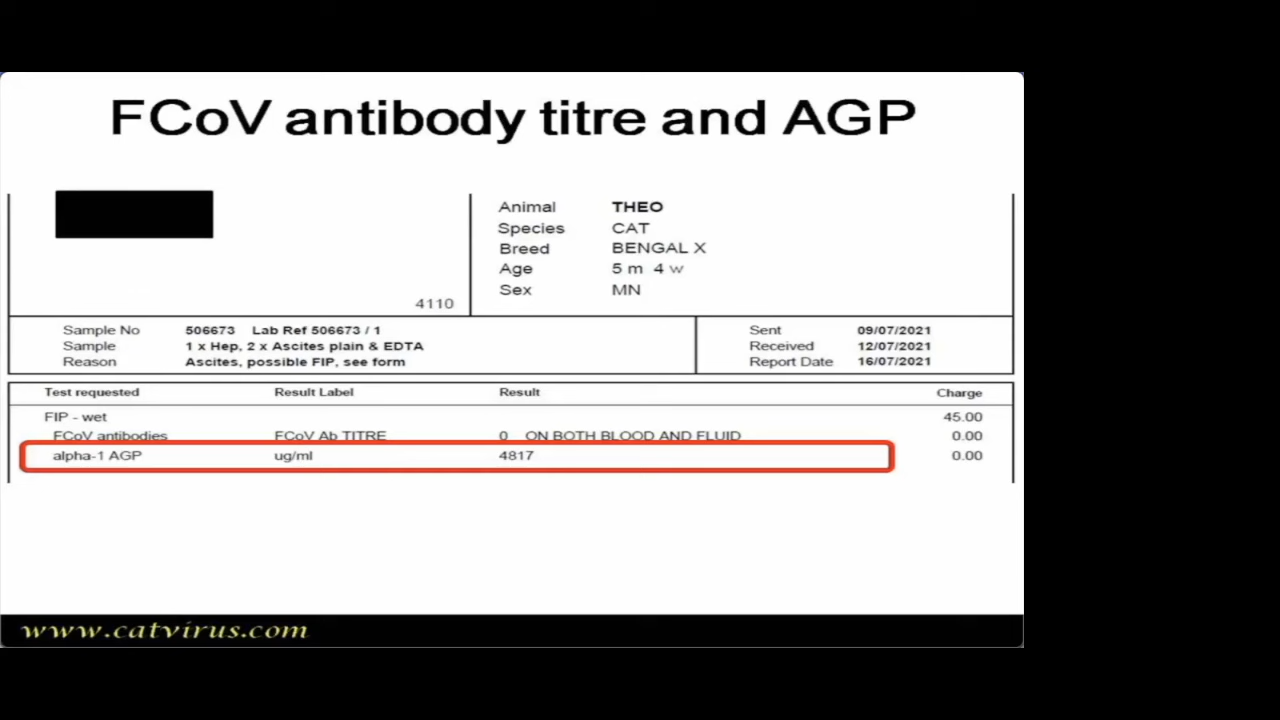 FCoV antibody titre and AGP
Animal THEO
Species CAT
Breed BENGAL X
Age 5 m 4 w
Sex MN
4110
Sample No 506673 Lab Ref 506673 / 1
Sample 1 x Hep, 2 x Ascites plain & EDTA
Reason Ascites, possible FIP, see form
Sent 09/07/2021
Received 12/07/2021
Report Date 16/07/2021
Test requested Result Label Result Charge
FIP - wet 45.00
FCoV antibodies FCoV Ab TITRE 0 ON BOTH BLOOD AND FLUID 0.00
alpha-1 AGP ug/ml 4817 0.00
www.catvirus.com